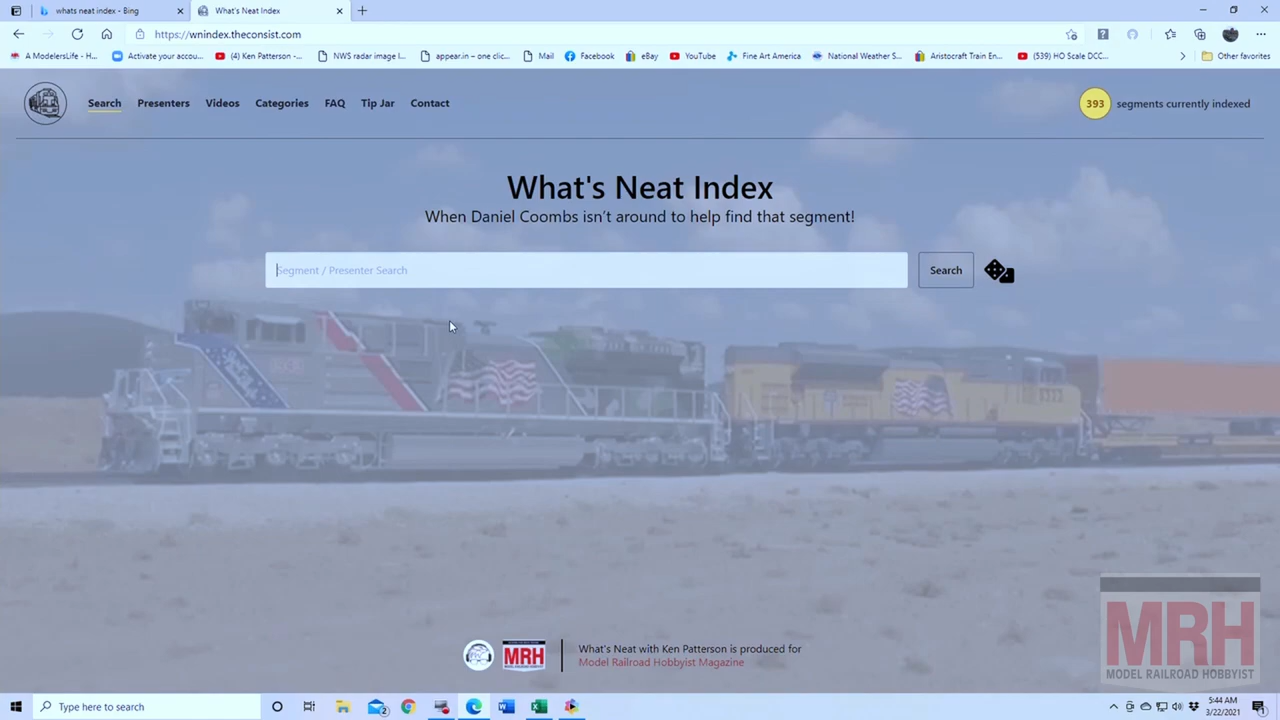 whats neat index - Bing
What's Neat Index
https://wnindex.theconsist.com
A ModelersLife - H...
Activate your accou...
(4) Ken Patterson -...
NWS radar image l...
appear.in – one clic...
Mail
Facebook
eBay
YouTube
Fine Art America
National Weather S...
Aristocraft Train En...
(539) HO Scale DCC...
Other favorites
Search
Presenters
Videos
Categories
FAQ
Tip Jar
Contact
393 segments currently indexed
What's Neat Index
When Daniel Coombs isn't around to help find that segment!
Segment / Presenter Search
Search
MRH
What's Neat with Ken Patterson is produced for
Model Railroad Hobbyist Magazine
MRH
MODEL RAILROAD HOBBYIST
Type here to search
2
5:44 AM
3/22/2021
1